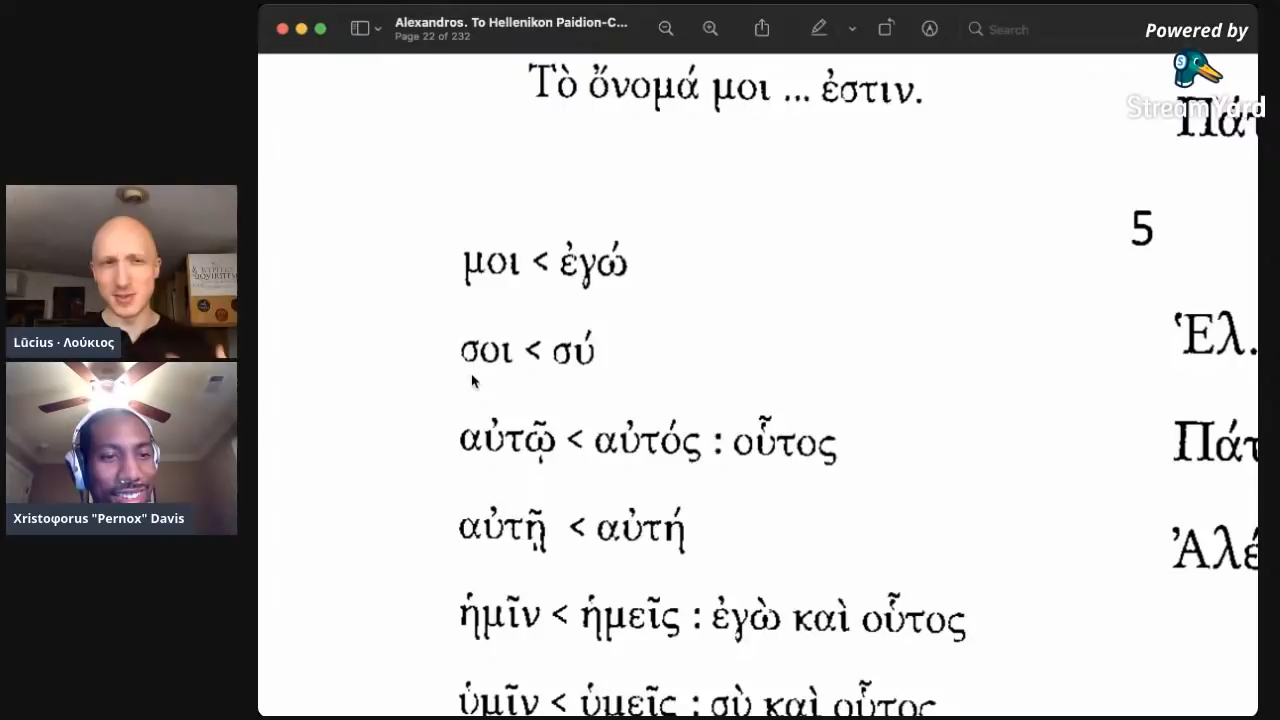 Alexandros. To Hellenikon Paidion-C...
Page 22 of 232
Search
Powered by
StreamYard
Τὸ ὄνομά μοι ... ἐστιν.
μοι < ἐγώ
σοι < σύ
αὐτῷ < αὐτός : οὗτος
αὐτῇ < αὐτή
ἡμῖν < ἡμεῖς : ἐγὼ καὶ οὗτος
ὑμῖν < ὑμεῖς : σὺ καὶ οὗτος
5
Ἑλ.
Lūcius · Λούκιος
Xristoφorus "Pernox" Davis